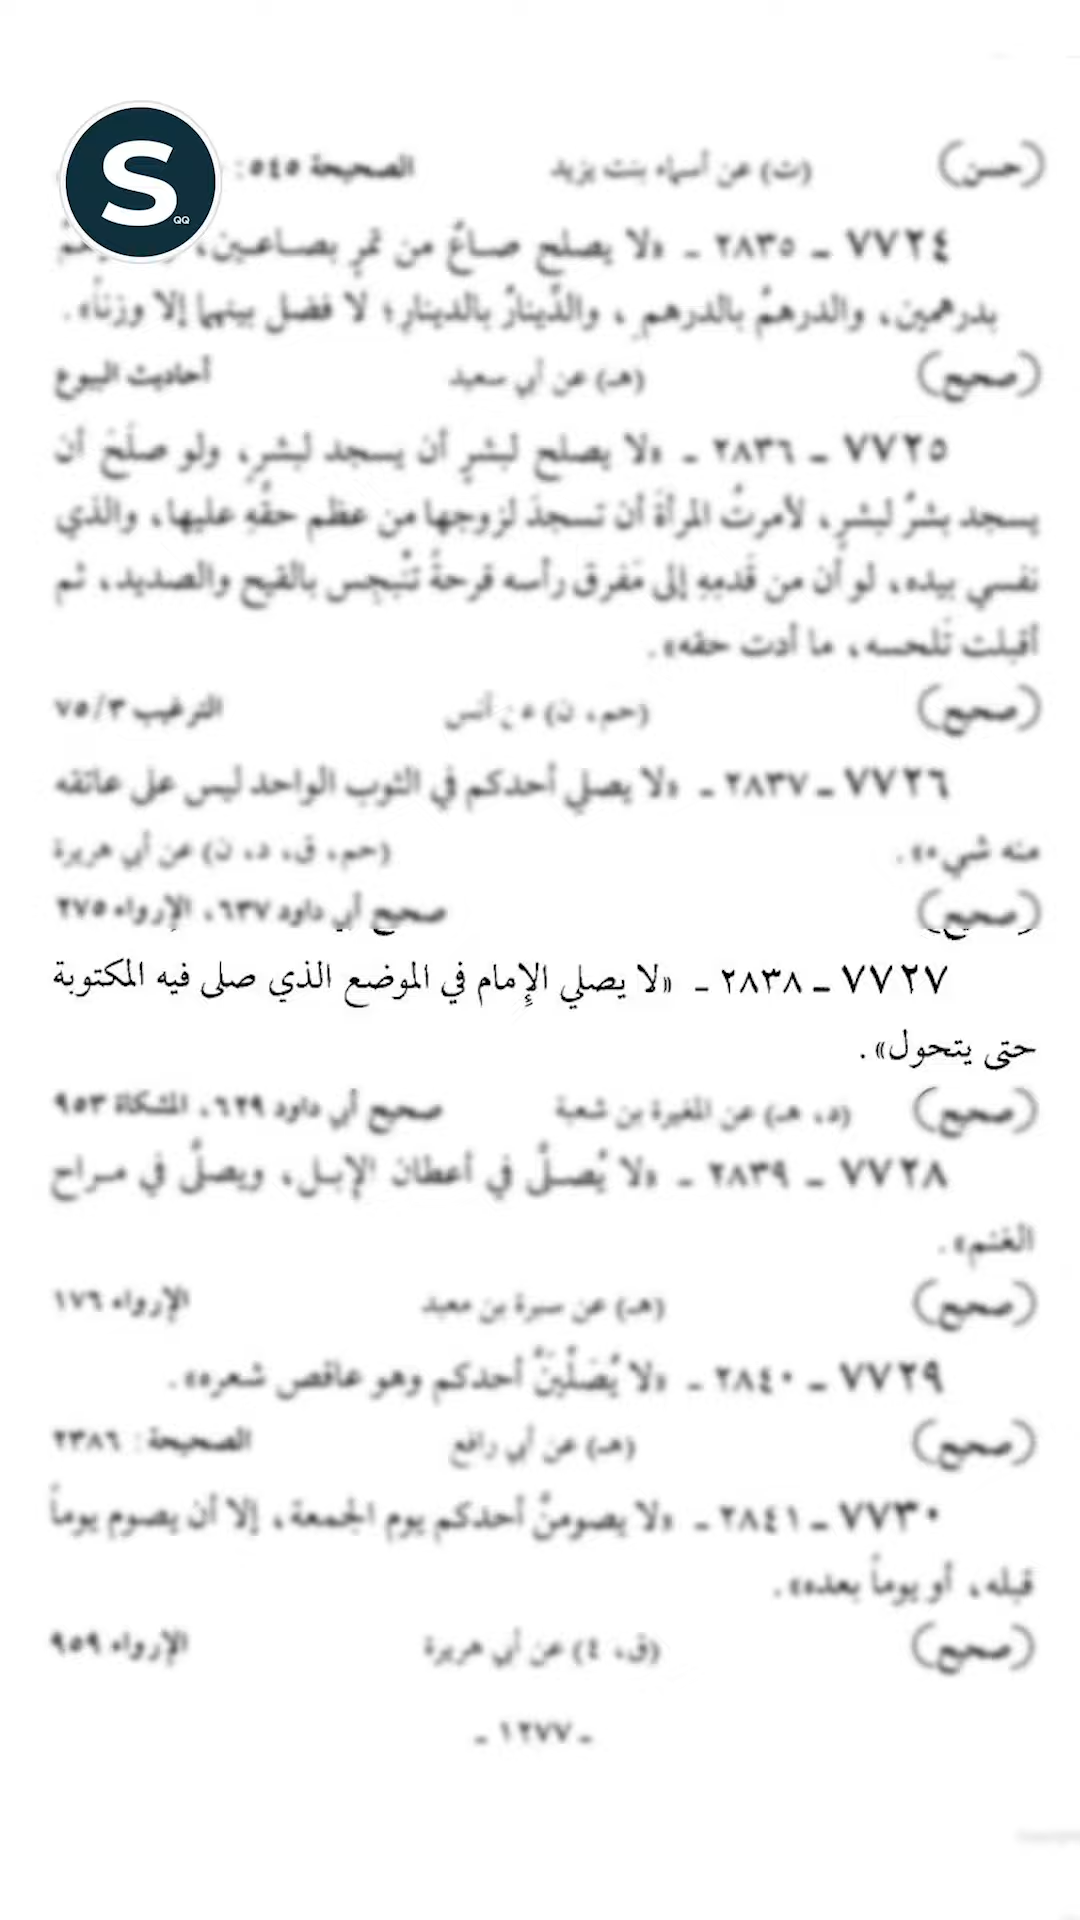 S
QQ
(حسن) (ت) عن أسماء بنت يزيد الصحيحة ٥٤٥:
٧٧٢٤ ـ ٢٨٣٥ ـ «لا يصلح صاعٌ من تمرٍ بصاعين،
بدرهمين، والدرهمُ بالدرهمِ، والدِّينارُ بالدينارِ؛ لا فضل بينهما إلا وزناً».
(صحيح) (هـ) عن أبي سعيد أحاديث البيوع
٧٧٢٥ ـ ٢٨٣٦ ـ «لا يصلح لبشرٍ أن يسجد لبشرٍ، ولو صلَحَ أن
يسجد بشرٌ لبشرٍ، لأمرتُ المرأةَ أن تسجدَ لزوجها من عظم حقِّهِ عليها، والذي
نفسي بيده، لو أن من قَدمِهِ إلى مَفرق رأسه قرحةً تنْبجِس بالقيح والصديد، ثم
أقبلت تَلحسه، ما أدت حقه».
(صحيح) (حم، ن) عن أنس الترغيب ٧٥/٣
٧٧٢٦ ـ ٢٨٣٧ ـ «لا يصلي أحدكم في الثوب الواحد ليس على عاتقه
منه شيء». (حم، ق، د، ن) عن أبي هريرة
(صحيح) صحيح أبي داود ٦٣٧، الإرواء ٢٧٥
٧٧٢٧ ـ ٢٨٣٨ ـ «لا يصلي الإِمام في الموضع الذي صلى فيه المكتوبة
حتى يتحول».
(صحيح) (د، هـ) عن المغيرة بن شعبة صحيح أبي داود ٦٢٩، المشكاة ٩٥٣
٧٧٢٨ ـ ٢٨٣٩ ـ «لا يُصلَّ في أعطان الإبل، ويصلَّ في مراح
الغنم».
(صحيح) (هـ) عن سبرة بن معبد الإرواء ١٧٦
٧٧٢٩ ـ ٢٨٤٠ ـ «لا يُصَلِّيَنَّ أحدكم وهو عاقص شعره».
(صحيح) (هـ) عن أبي رافع الصحيحة: ٢٣٨٦
٧٧٣٠ ـ ٢٨٤١ ـ «لا يصومنَّ أحدكم يوم الجمعة، إلا أن يصوم يوماً
قبله، أو يوماً بعده».
(صحيح) (ق، ٤) عن أبي هريرة الإرواء ٩٥٩
ـ ١٢٧٧ ـ